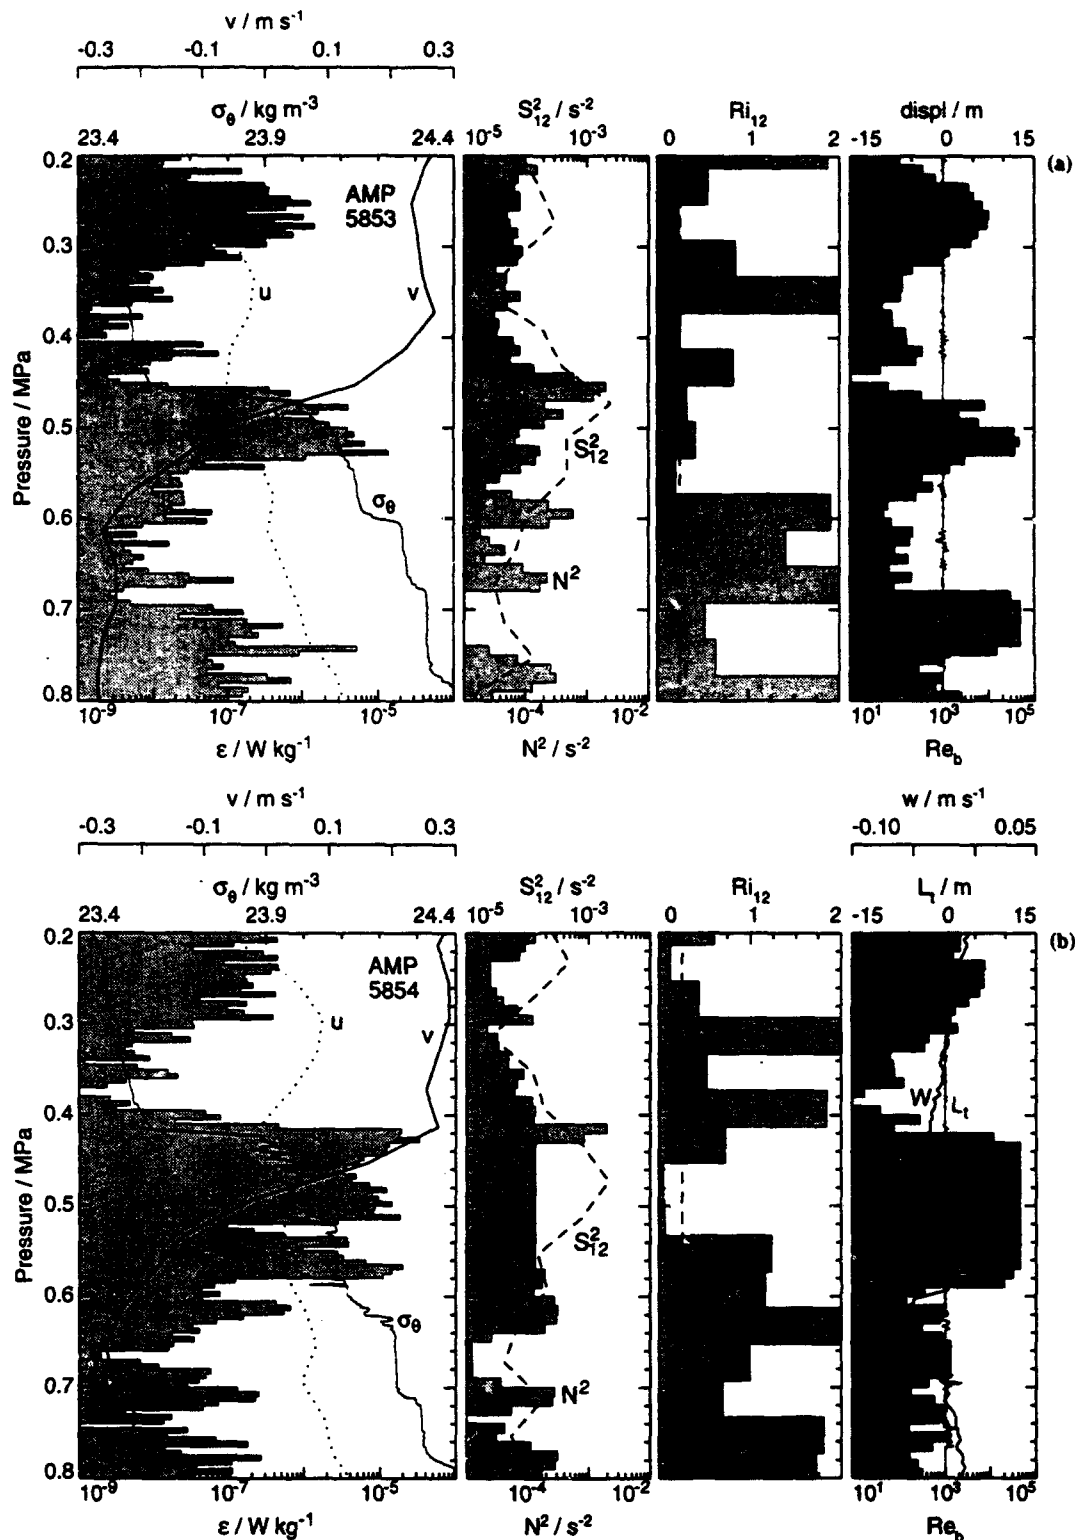 v / m s-1
-0.3 -0.1 0.1 0.3
σθ / kg m-3
23.4 23.9 24.4
S²12 / s-2
10-5 10-3
Ri12
0 1 2
displ / m
-15 0 15
(a)
AMP
5853
u
v
σθ
S²12
N²
Pressure / MPa
0.2
0.3
0.4
0.5
0.6
0.7
0.8
10-9 10-7 10-5
ε / W kg-1
10-4 10-2
N² / s-2
10¹ 10³ 10⁵
Reb
v / m s-1
-0.3 -0.1 0.1 0.3
σθ / kg m-3
23.4 23.9 24.4
S²12 / s-2
10-5 10-3
Ri12
0 1 2
w / m s-1
-0.10 0.05
Lt / m
-15 0 15
(b)
AMP
5854
u
v
σθ
S²12
N²
W
Lt
Pressure / MPa
0.2
0.3
0.4
0.5
0.6
0.7
0.8
10-9 10-7 10-5
ε / W kg-1
10-4 10-2
N² / s-2
10¹ 10³ 10⁵
Reb